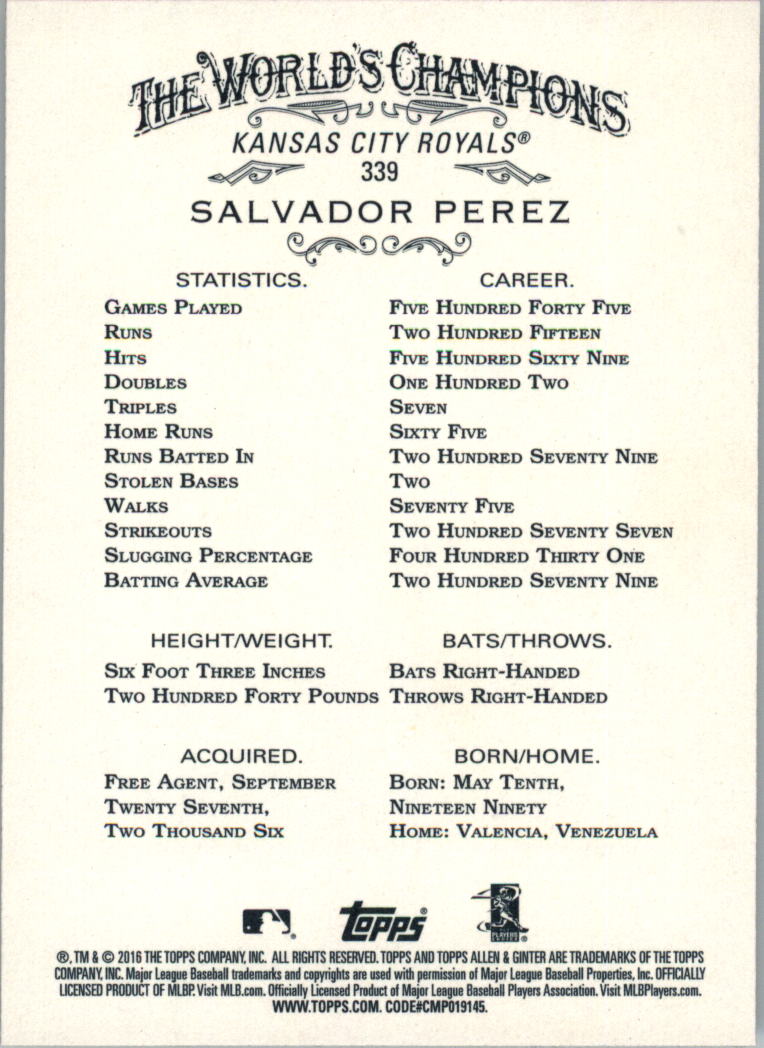 THE WORLD'S CHAMPIONS
KANSAS CITY ROYALS®
339
SALVADOR PEREZ
STATISTICS. CAREER.
GAMES PLAYED FIVE HUNDRED FORTY FIVE
RUNS TWO HUNDRED FIFTEEN
HITS FIVE HUNDRED SIXTY NINE
DOUBLES ONE HUNDRED TWO
TRIPLES SEVEN
HOME RUNS SIXTY FIVE
RUNS BATTED IN TWO HUNDRED SEVENTY NINE
STOLEN BASES TWO
WALKS SEVENTY FIVE
STRIKEOUTS TWO HUNDRED SEVENTY SEVEN
SLUGGING PERCENTAGE FOUR HUNDRED THIRTY ONE
BATTING AVERAGE TWO HUNDRED SEVENTY NINE
HEIGHT/WEIGHT. BATS/THROWS.
SIX FOOT THREE INCHES BATS RIGHT-HANDED
TWO HUNDRED FORTY POUNDS THROWS RIGHT-HANDED
ACQUIRED. BORN/HOME.
FREE AGENT, SEPTEMBER BORN: MAY TENTH,
TWENTY SEVENTH, NINETEEN NINETY
TWO THOUSAND SIX HOME: VALENCIA, VENEZUELA
Topps® PLAYERS
®, TM & © 2016 THE TOPPS COMPANY, INC. ALL RIGHTS RESERVED. TOPPS AND TOPPS ALLEN & GINTER ARE TRADEMARKS OF THE TOPPS
COMPANY, INC. Major League Baseball trademarks and copyrights are used with permission of Major League Baseball Properties, Inc. OFFICIALLY
LICENSED PRODUCT OF MLBP. Visit MLB.com. Officially Licensed Product of Major League Baseball Players Association. Visit MLBPlayers.com.
WWW.TOPPS.COM. CODE#CMP019145.